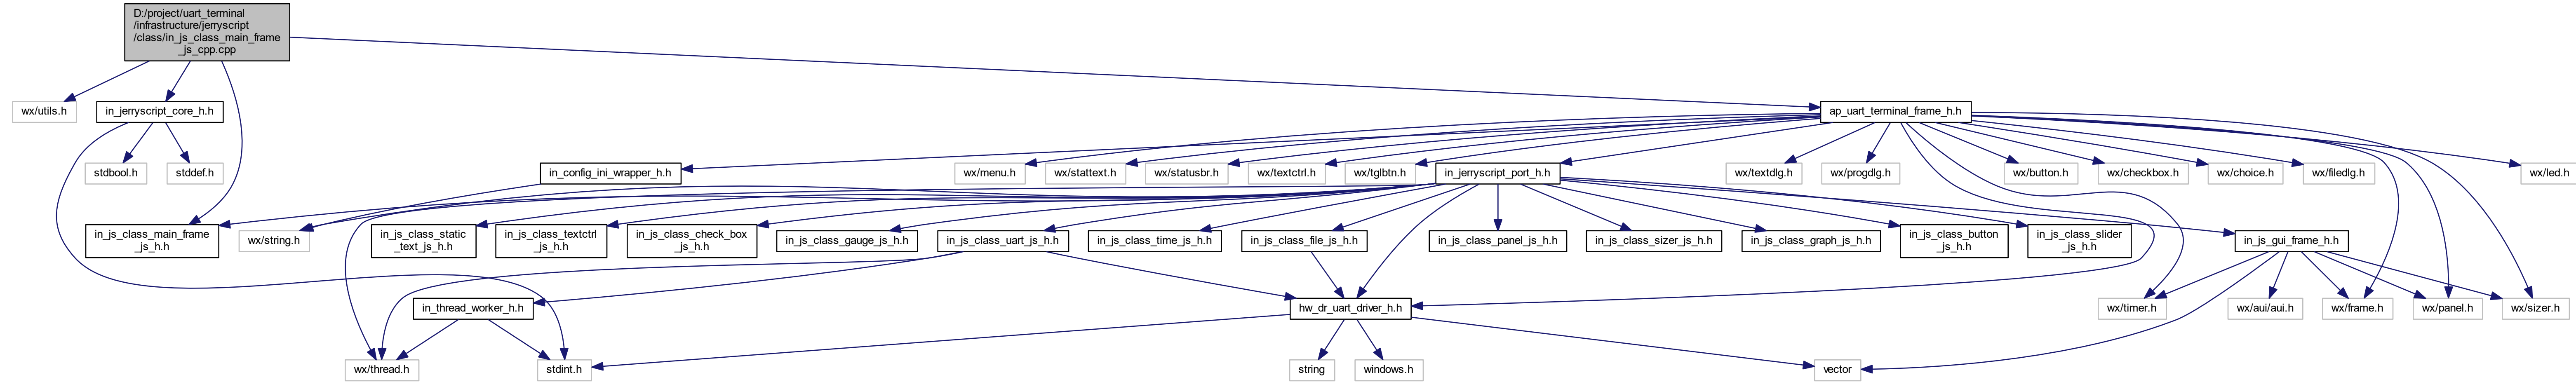 D:/project/uart_terminal
/infrastructure/jerryscript
/class/in_js_class_main_frame
_js_cpp.cpp
wx/utils.h
in_jerryscript_core_h.h
ap_uart_terminal_frame_h.h
stdbool.h
stddef.h
in_config_ini_wrapper_h.h
wx/menu.h
wx/stattext.h
wx/statusbr.h
wx/textctrl.h
wx/tglbtn.h
in_jerryscript_port_h.h
wx/textdlg.h
wx/progdlg.h
wx/button.h
wx/checkbox.h
wx/choice.h
wx/filedlg.h
wx/led.h
in_js_class_main_frame
_js_h.h
wx/string.h
in_js_class_static
_text_js_h.h
in_js_class_textctrl
_js_h.h
in_js_class_check_box
_js_h.h
in_js_class_gauge_js_h.h
in_js_class_uart_js_h.h
in_js_class_time_js_h.h
in_js_class_file_js_h.h
in_js_class_panel_js_h.h
in_js_class_sizer_js_h.h
in_js_class_graph_js_h.h
in_js_class_button
_js_h.h
in_js_class_slider
_js_h.h
in_js_gui_frame_h.h
in_thread_worker_h.h
hw_dr_uart_driver_h.h
wx/timer.h
wx/aui/aui.h
wx/frame.h
wx/panel.h
wx/sizer.h
wx/thread.h
stdint.h
string
windows.h
vector